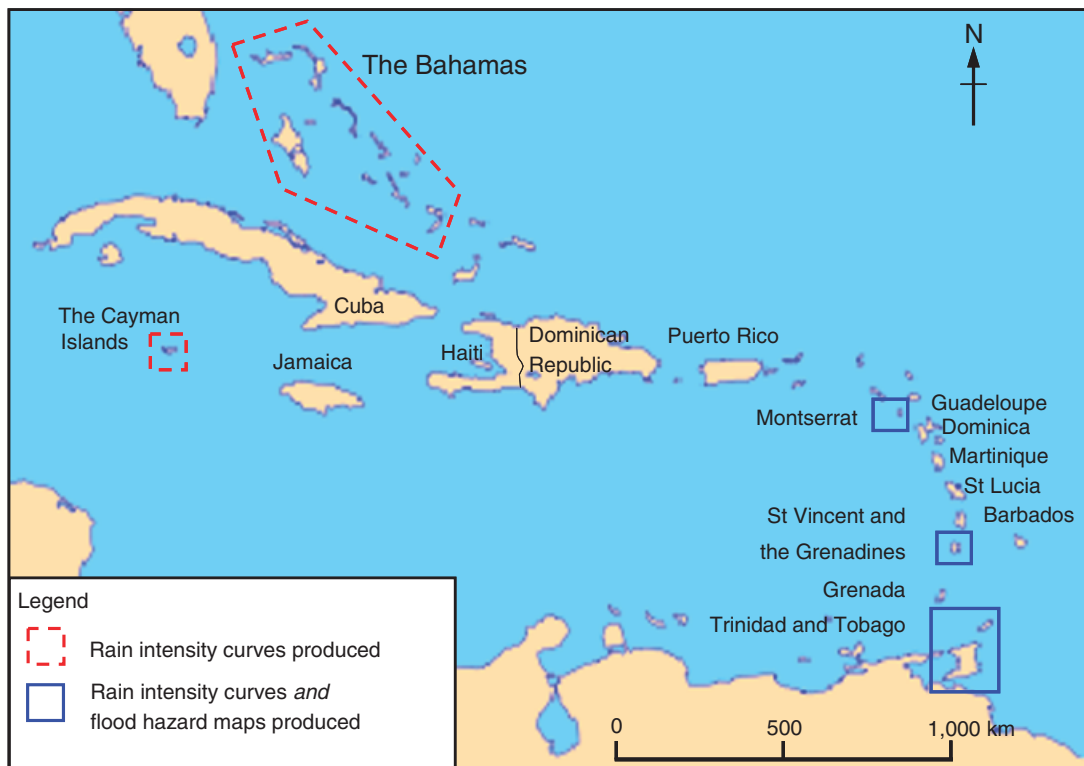 N
The Bahamas
Cuba
The Cayman
Islands
Jamaica
Haiti
Dominican
Republic
Puerto Rico
Montserrat
Guadeloupe
Dominica
Martinique
St Lucia
St Vincent and
the Grenadines
Barbados
Grenada
Trinidad and Tobago
Legend
Rain intensity curves produced
Rain intensity curves and
flood hazard maps produced
0 500 1,000 km